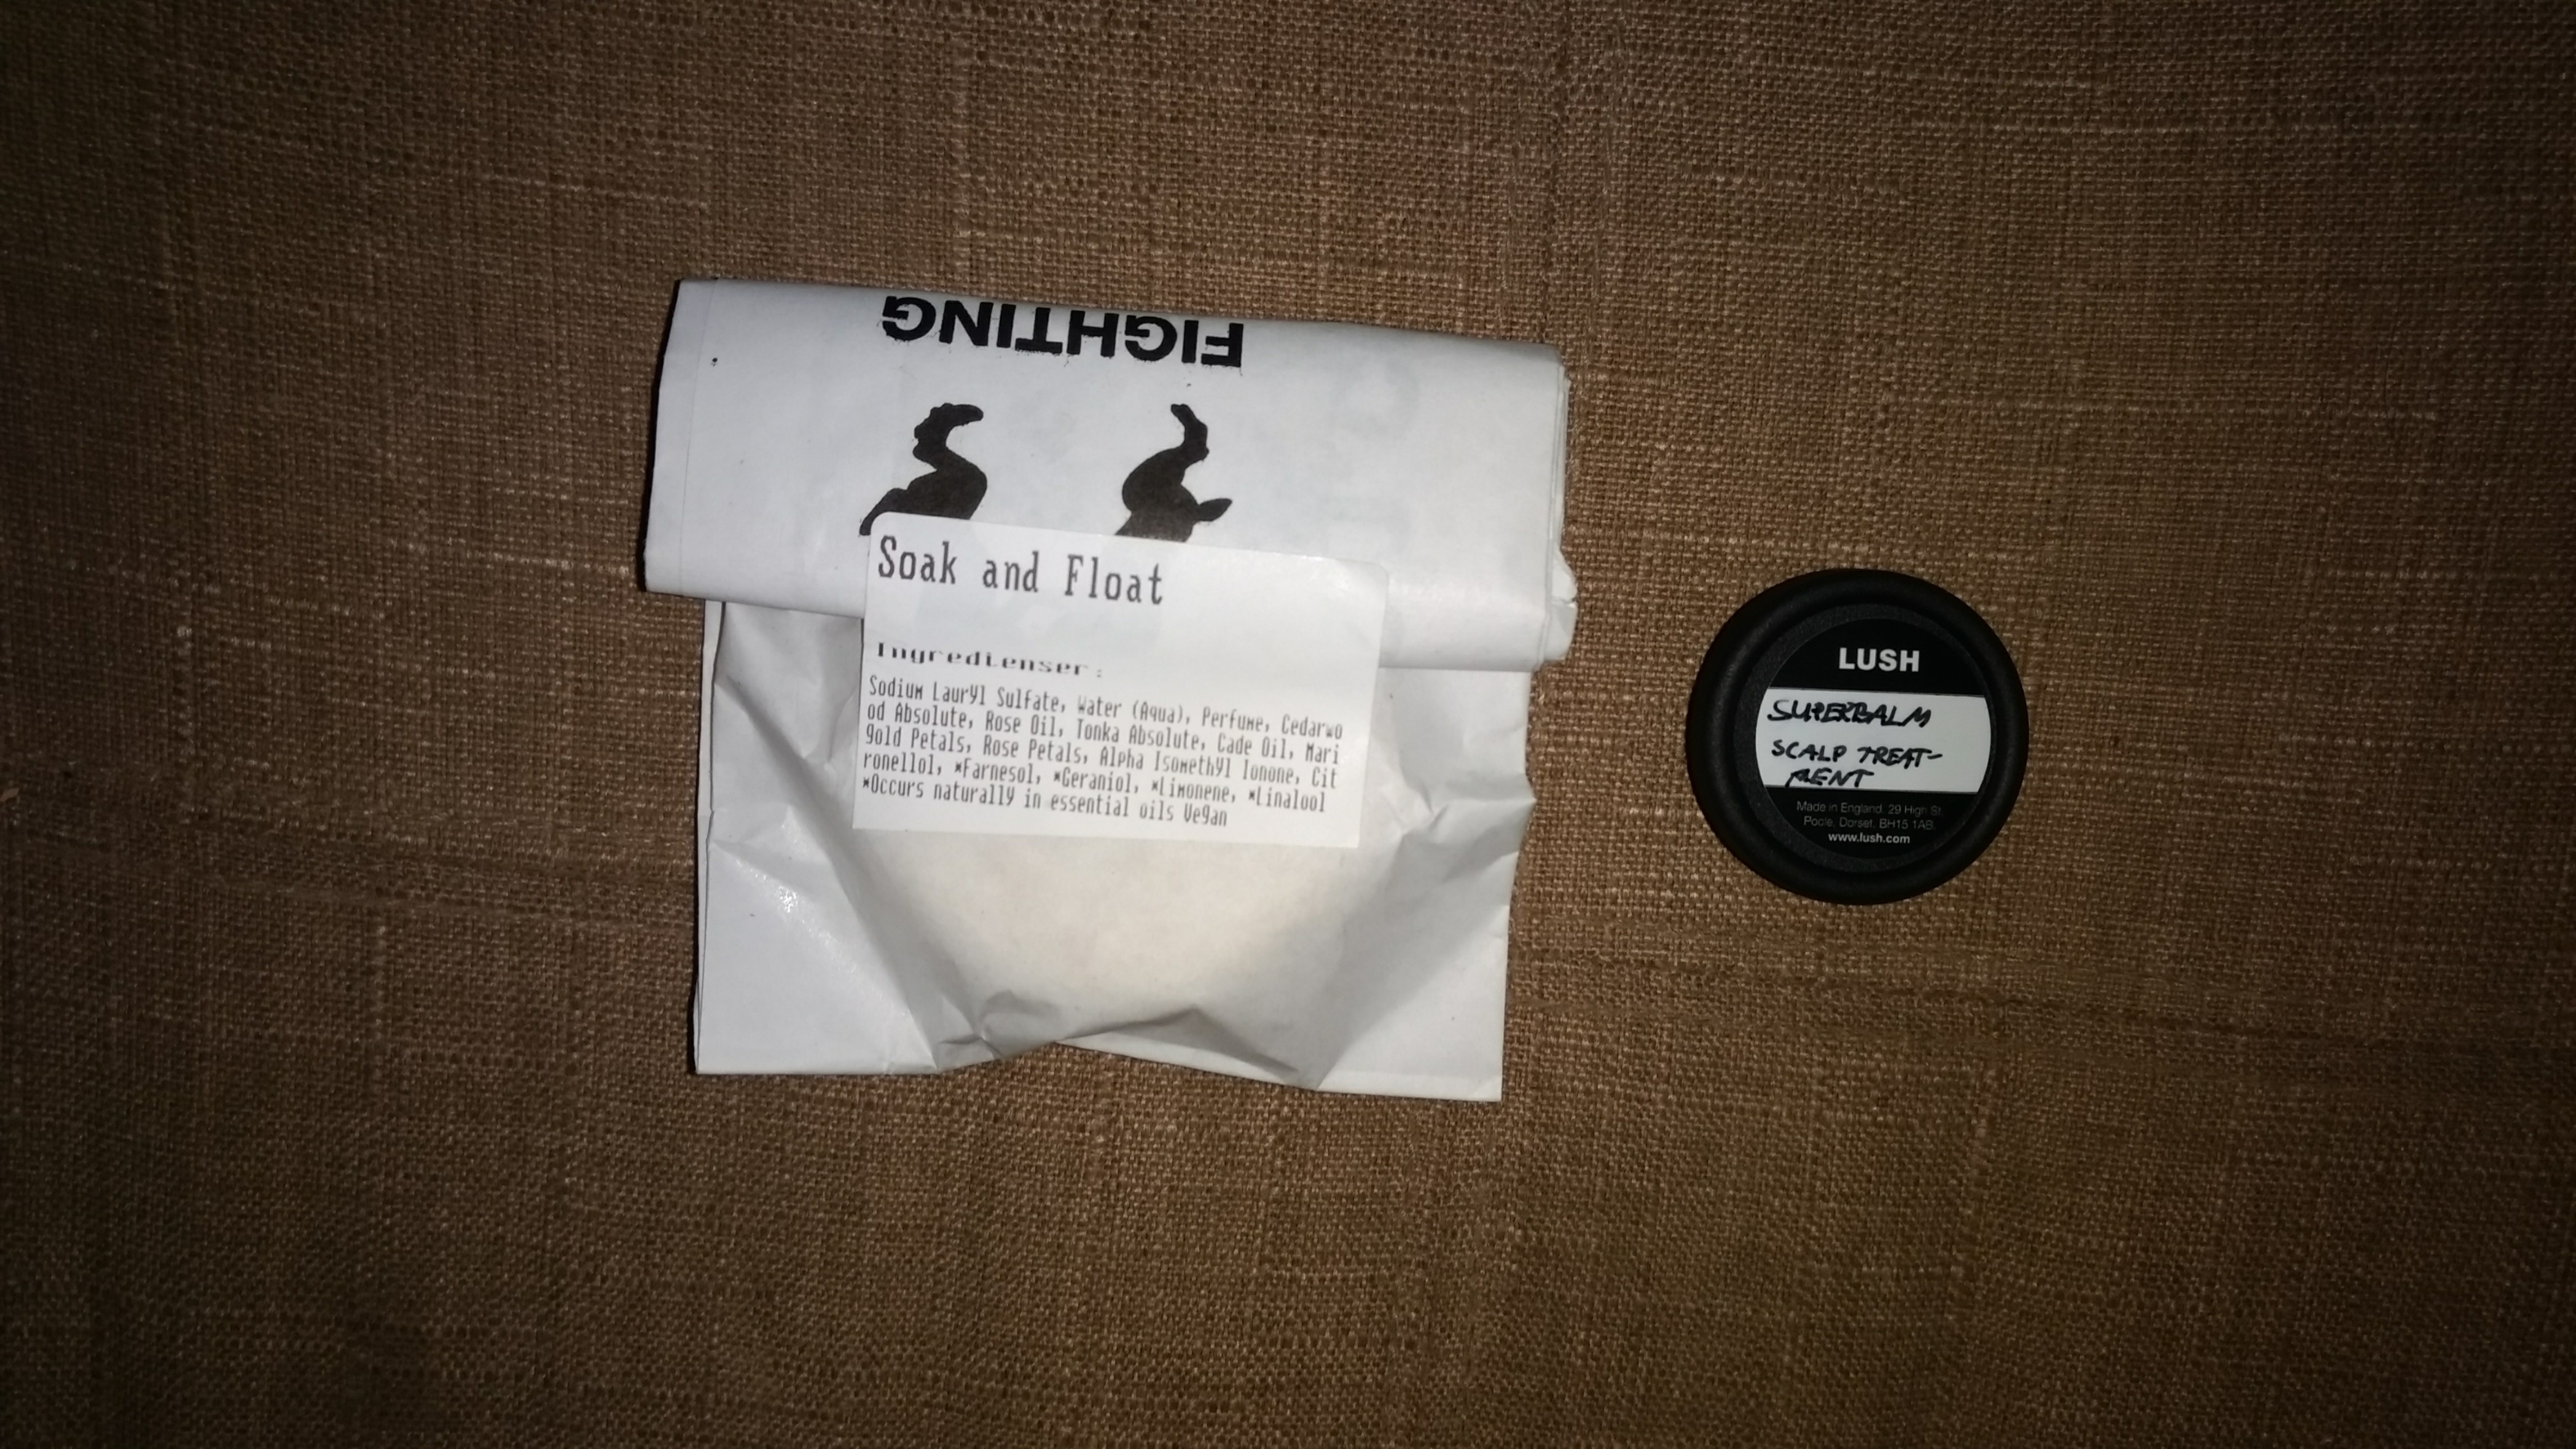 FIGHTING
Soak and Float
Ingredienser:
Sodium Lauryl Sulfate, Water (Aqua), Perfume, Cedarwo
od Absolute, Rose Oil, Tonka Absolute, Cade Oil, Mari
gold Petals, Rose Petals, Alpha Isomethyl Ionone, Cit
ronellol, *Farnesol, *Geraniol, *Limonene, *Linalool
*Occurs naturally in essential oils Vegan
LUSH
SUPERBALM
SCALP TREAT-
MENT
Made in England. 29 High St.
Poole. Dorset. BH15 1AB.
www.lush.com